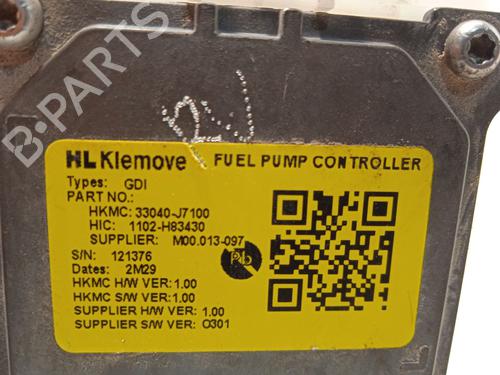 B-PARTS
HL Klemove FUEL PUMP CONTROLLER
Types: GDI
PART NO.:
HKMC: 33040-J7100
HIC: 1102-H83430
SUPPLIER: M00.013-097
S/N: 121376
Dates: 2M29
HKMC H/W VER: 1.00
HKMC S/W VER: 1.00
SUPPLIER H/W VER: 1.00
SUPPLIER S/W VER: O301
Pb